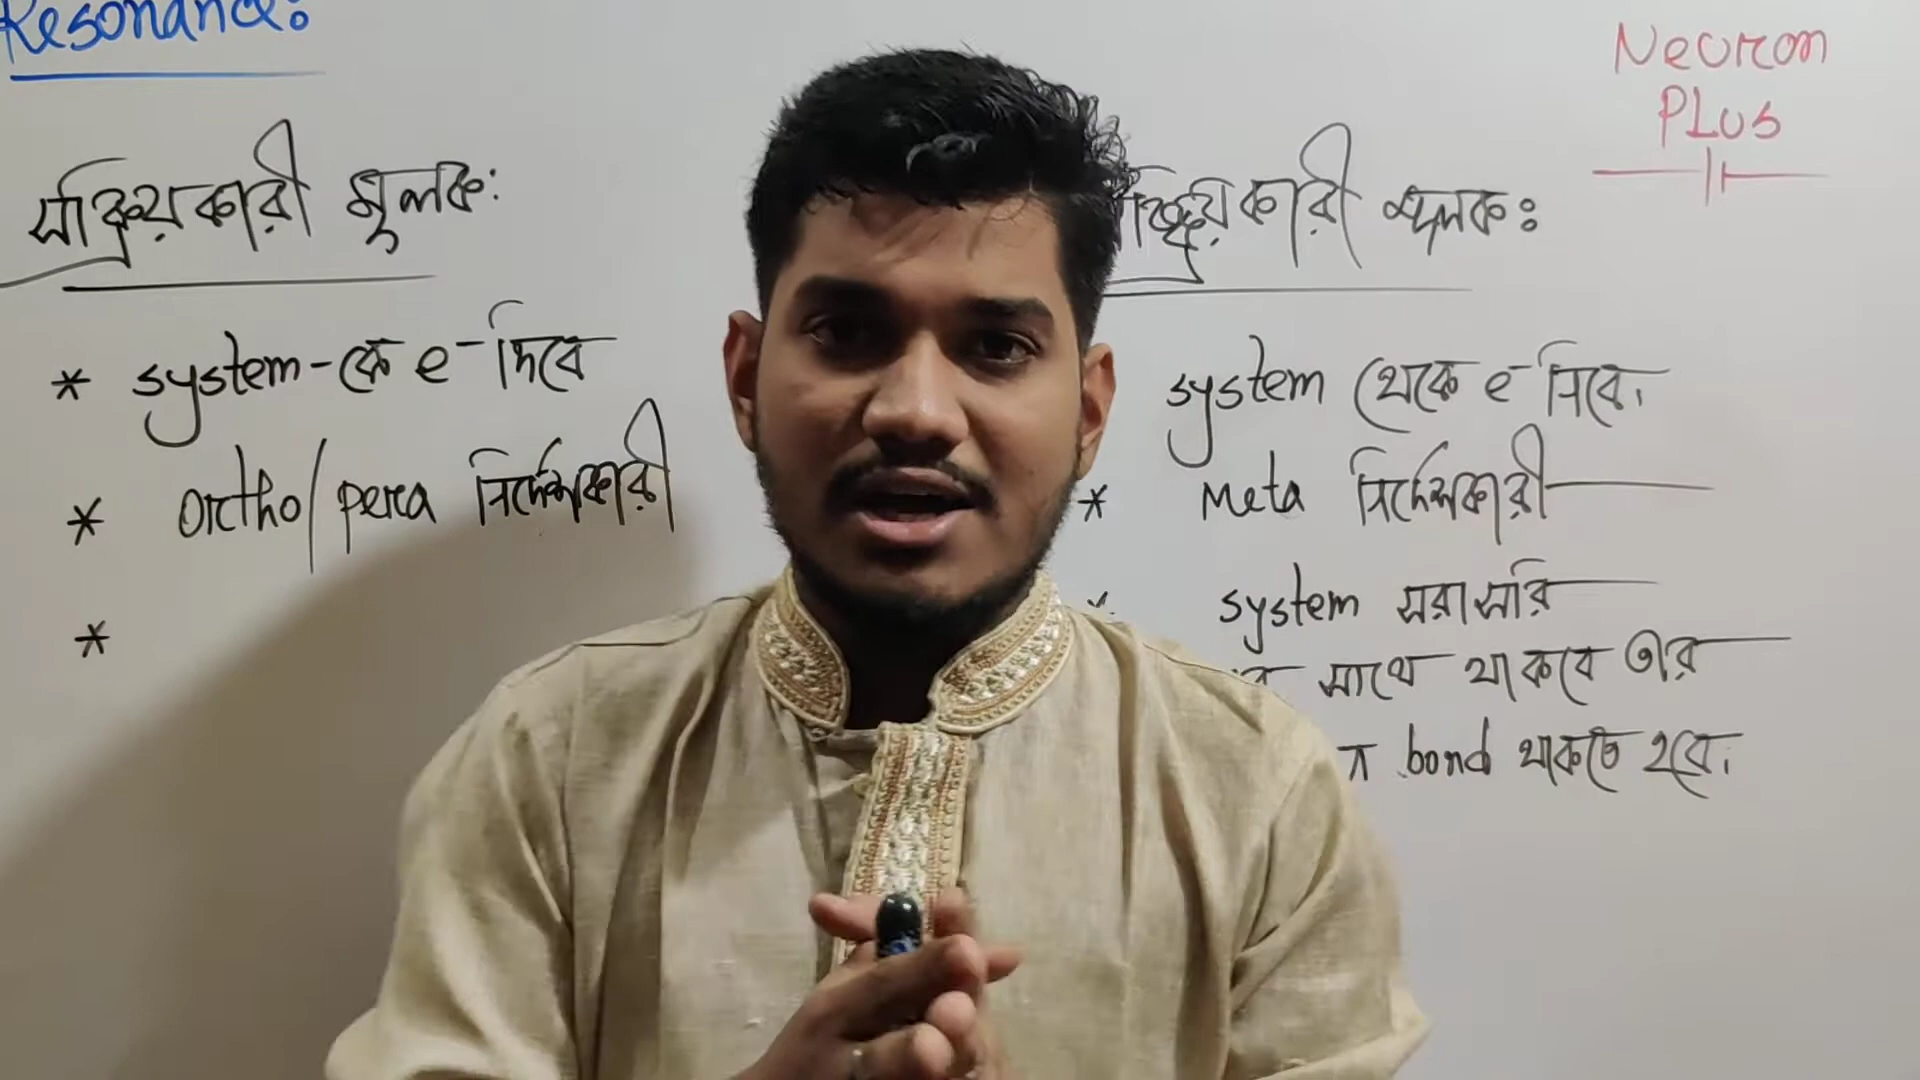 Resonance:
Neuron
PLus
সক্রিয়কারী মূলক:
মূলক:
* system-কে e- দিবে
system থেকে e- নিবে।
* ortho/pera নির্দেশকারী
* Meta নির্দেশকারী
*
system সরাসরি
সাথে থাকবে তার
π bond থাকতে হবে।